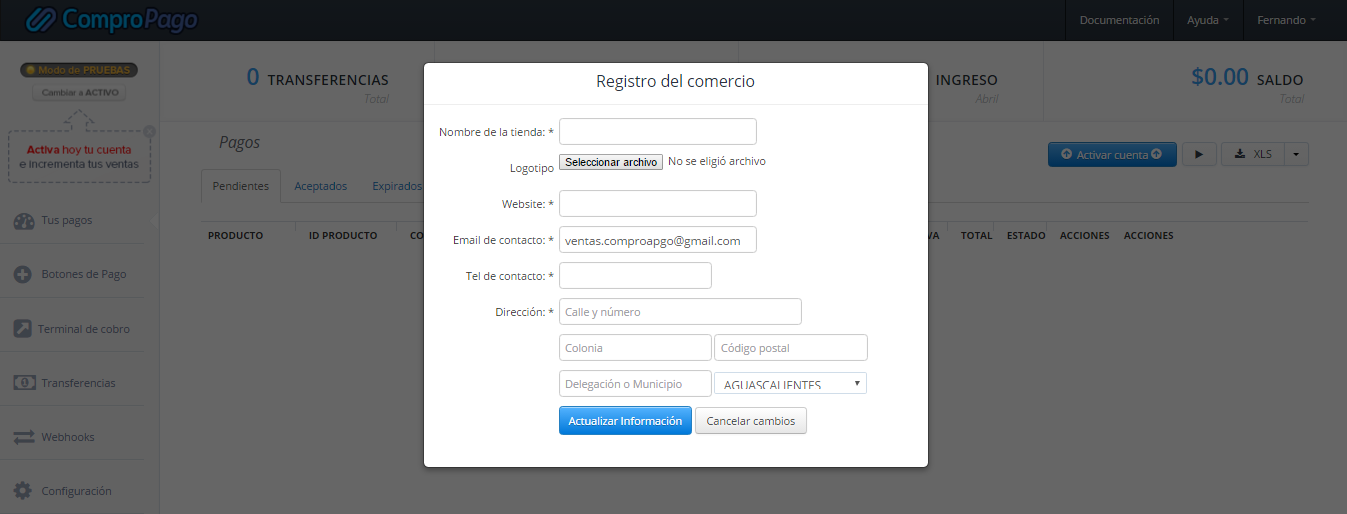 ComproPago
Documentación
Ayuda
Fernando
Modo de PRUEBAS
Cambiar a ACTIVO
Activa hoy tu cuenta
e incrementa tus ventas
Tus pagos
Botones de Pago
Terminal de cobro
Transferencias
Webhooks
Configuración
0 TRANSFERENCIAS
Total
INGRESO
Abril
$0.00 SALDO
Total
Pagos
Activar cuenta
XLS
Pendientes
Aceptados
Expirados
PRODUCTO
ID PRODUCTO
CO
VA
TOTAL
ESTADO
ACCIONES
ACCIONES
Registro del comercio
Nombre de la tienda: *
Logotipo
Seleccionar archivo
No se eligió archivo
Website: *
Email de contacto: *
ventas.comproapgo@gmail.com
Tel de contacto: *
Dirección: *
Calle y número
Colonia
Código postal
Delegación o Municipio
AGUASCALIENTES
Actualizar Información
Cancelar cambios